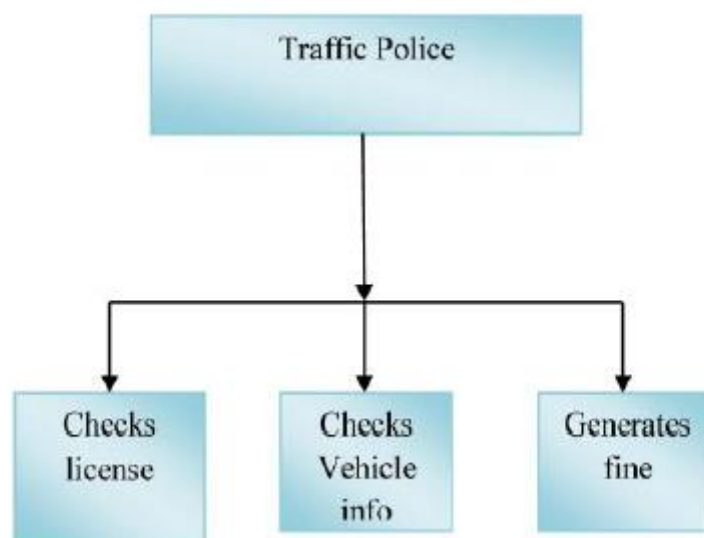 Traffic Police
Checks
license
Checks
Vehicle
info
Generates
fine